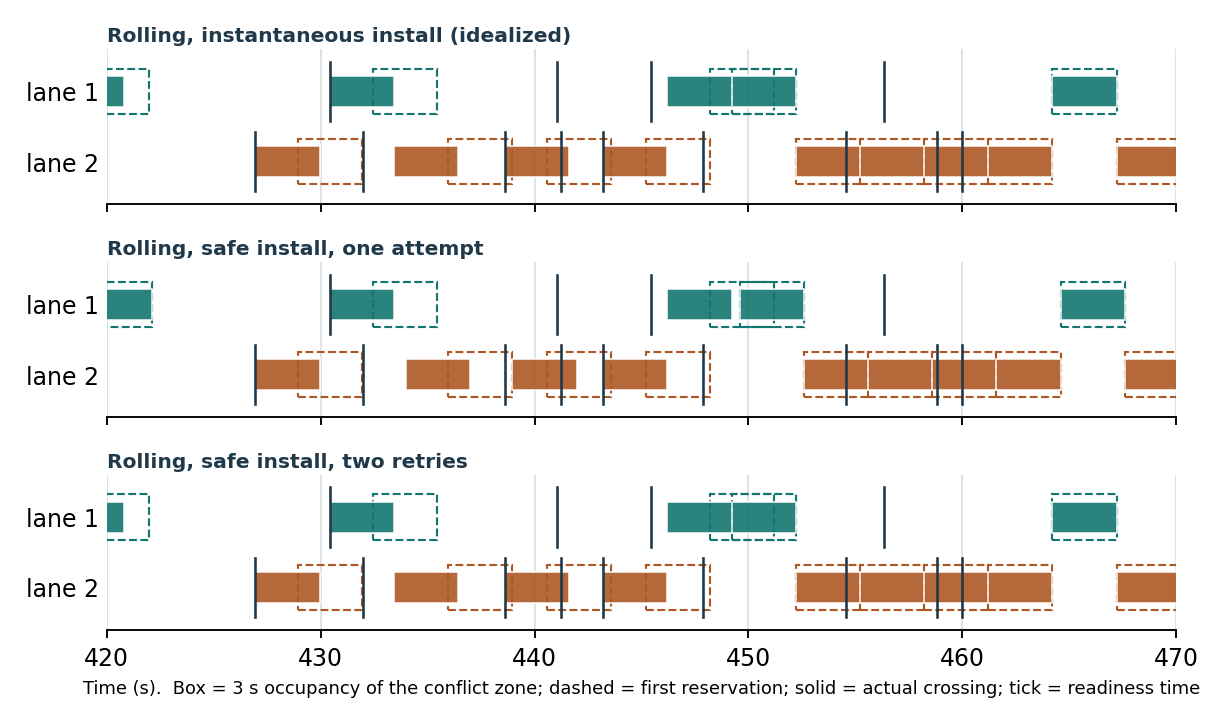 Rolling, instantaneous install (idealized)
lane 1
lane 2
Rolling, safe install, one attempt
lane 1
lane 2
Rolling, safe install, two retries
lane 1
lane 2
420 430 440 450 460 470
Time (s).  Box = 3 s occupancy of the conflict zone; dashed = first reservation; solid = actual crossing; tick = readiness time